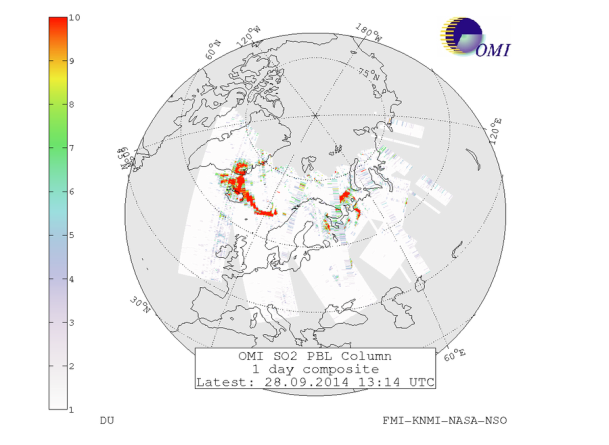 10
9
8
7
6
5
4
3
2
1
DU
60°N
120°W
180°W
75°N
120°E
30°N
60°E
OMI
OMI SO2 PBL Column
1 day composite
Latest: 28.09.2014 13:14 UTC
FMI–KNMI–NASA–NSO